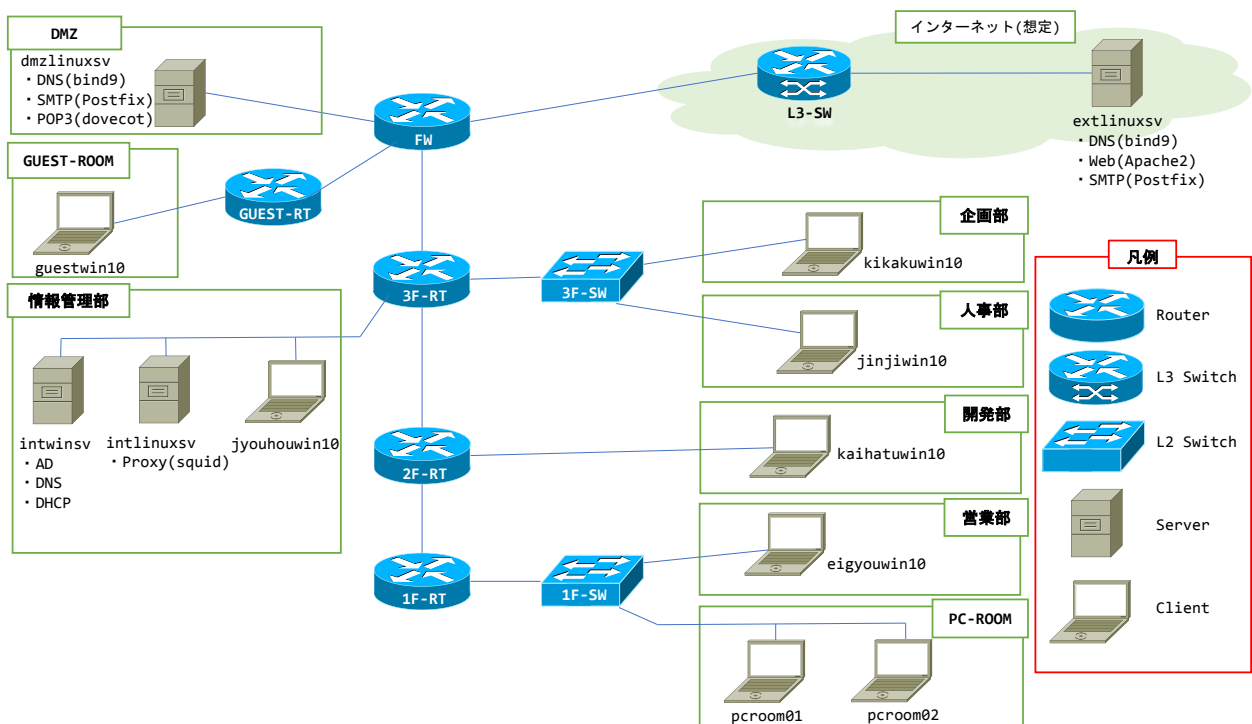 DMZ
dmzlinuxsv
・DNS(bind9)
・SMTP(Postfix)
・POP3(dovecot)
GUEST-ROOM
guestwin10
情報管理部
intwinsv
・AD
・DNS
・DHCP
intlinuxsv
・Proxy(squid)
jyouhouwin10
FW
GUEST-RT
3F-RT
2F-RT
1F-RT
3F-SW
1F-SW
インターネット(想定)
L3-SW
extlinuxsv
・DNS(bind9)
・Web(Apache2)
・SMTP(Postfix)
企画部
kikakuwin10
人事部
jinjiwin10
開発部
kaihatuwin10
営業部
eigyouwin10
PC-ROOM
pcroom01
pcroom02
凡例
Router
L3 Switch
L2 Switch
Server
Client